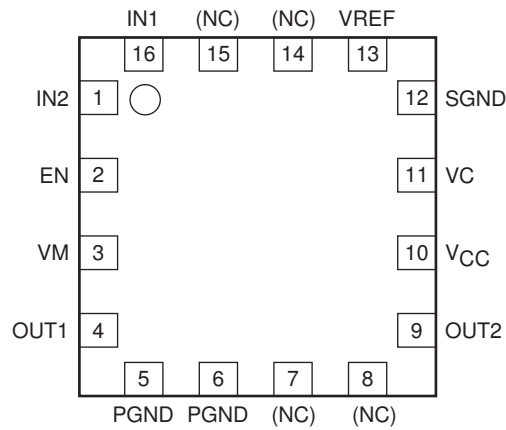 IN1 (NC) (NC) VREF
16 15 14 13
IN2 1 12 SGND
EN 2 11 VC
VM 3 10 VCC
OUT1 4 9 OUT2
5 6 7 8
PGND PGND (NC) (NC)